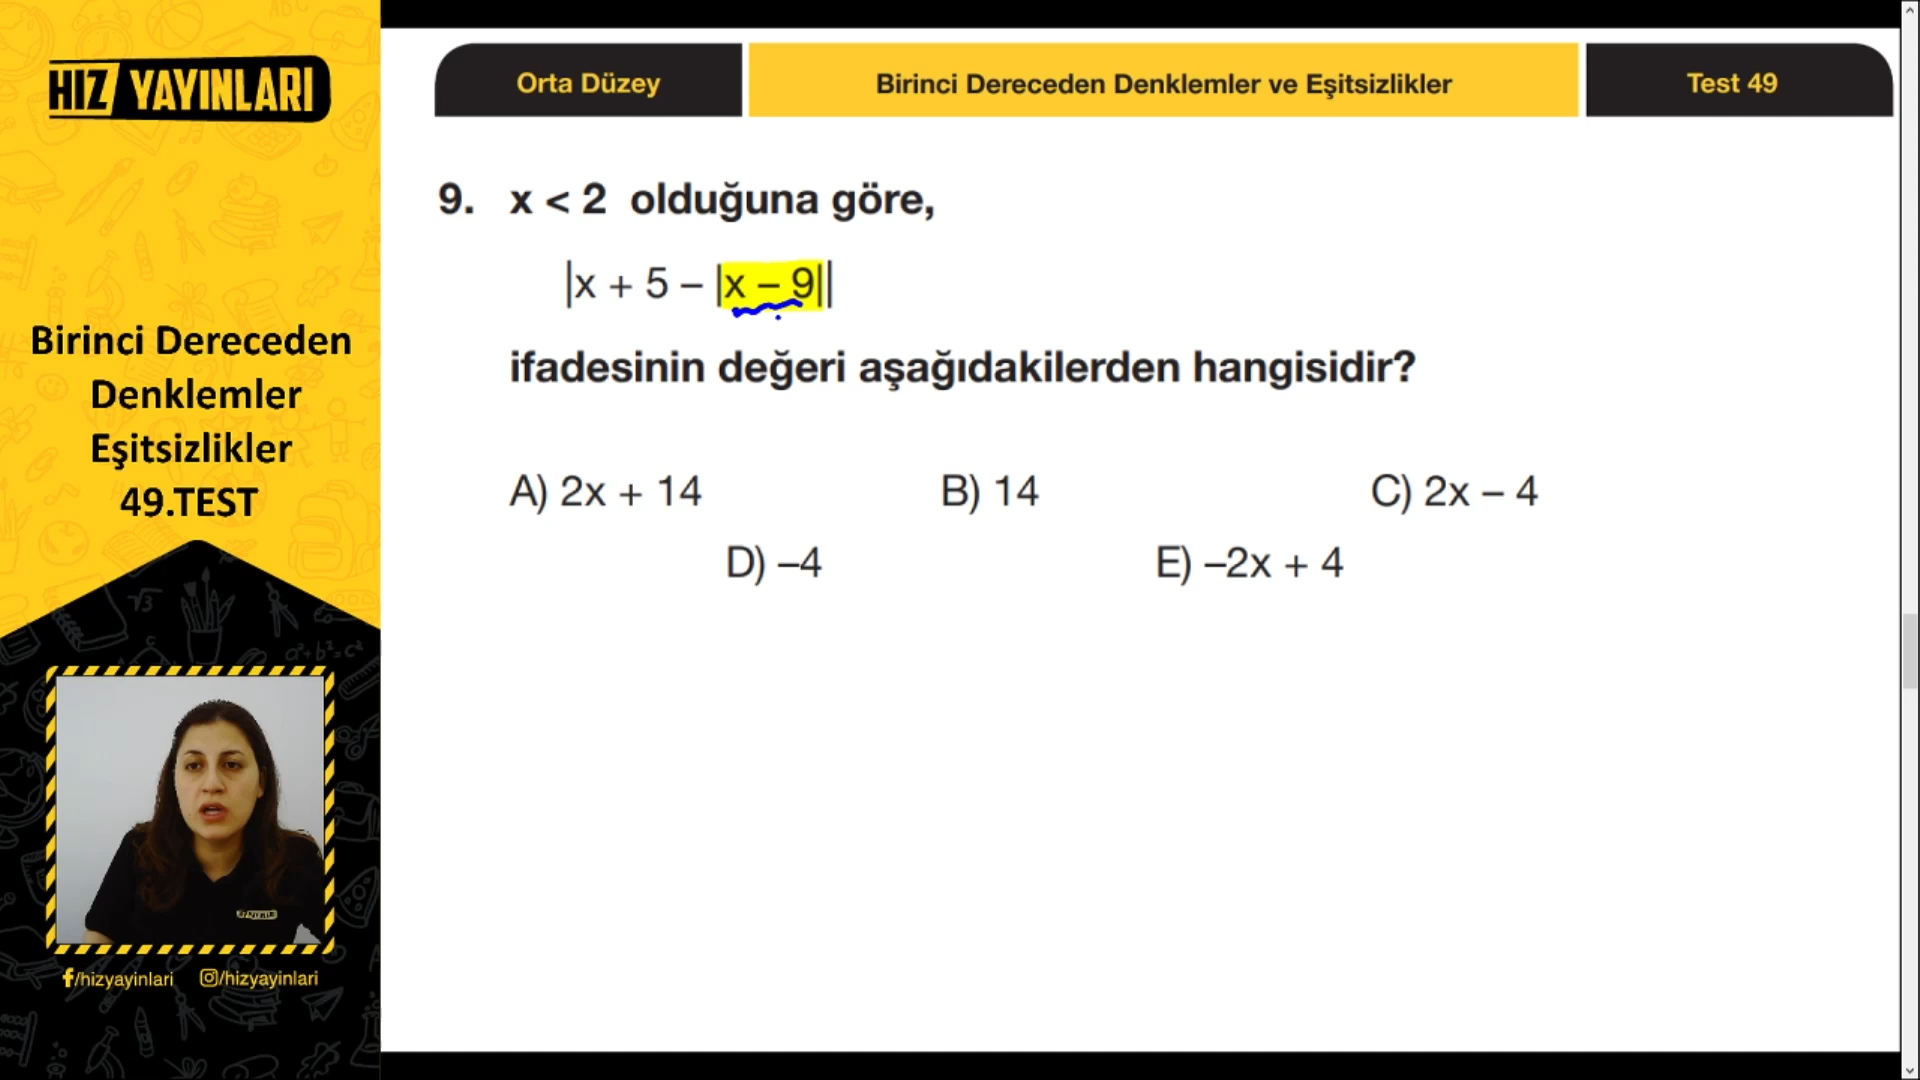 HIZ YAYINLARI
Birinci Dereceden
Denklemler
Eşitsizlikler
49.TEST
f/hizyayinlari /hizyayinlari
Orta Düzey Birinci Dereceden Denklemler ve Eşitsizlikler Test 49
9. x < 2 olduğuna göre,
|x + 5 – |x – 9||
ifadesinin değeri aşağıdakilerden hangisidir?
A) 2x + 14 B) 14 C) 2x – 4
D) –4 E) –2x + 4